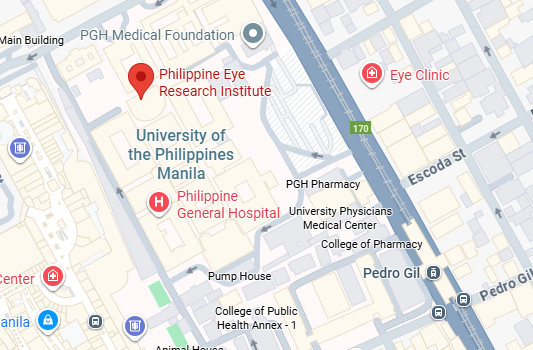 PGH Medical Foundation
Main Building
Philippine Eye
Research Institute
Eye Clinic
170
University of
the Philippines
Manila
Escoda St
PGH Pharmacy
H
Philippine
General Hospital
University Physicians
Medical Center
College of Pharmacy
Center
Pump House
Pedro Gil
Pedro Gil
College of Public
Health Annex - 1
anila
Animal House